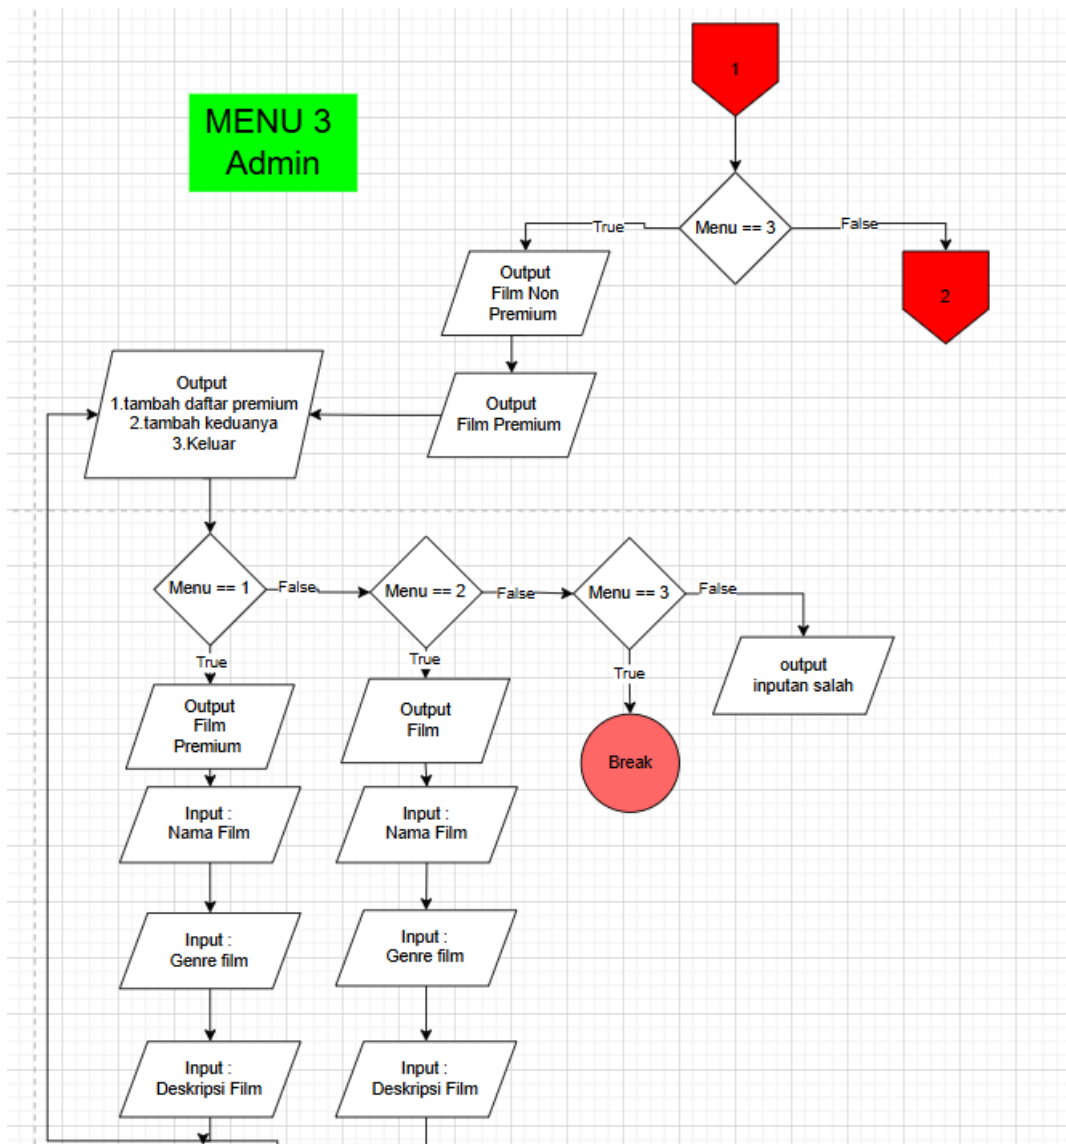 1
MENU 3
Admin
Menu == 3
True
False
Output
Film Non
Premium
2
Output
Film Premium
Output
1.tambah daftar premium
2.tambah keduanya
3.Keluar
Menu == 1
False
Menu == 2
False
Menu == 3
False
True
True
True
output
inputan salah
Output
Film
Premium
Output
Film
Break
Input :
Nama Film
Input :
Nama Film
Input :
Genre film
Input :
Genre film
Input :
Deskripsi Film
Input :
Deskripsi Film